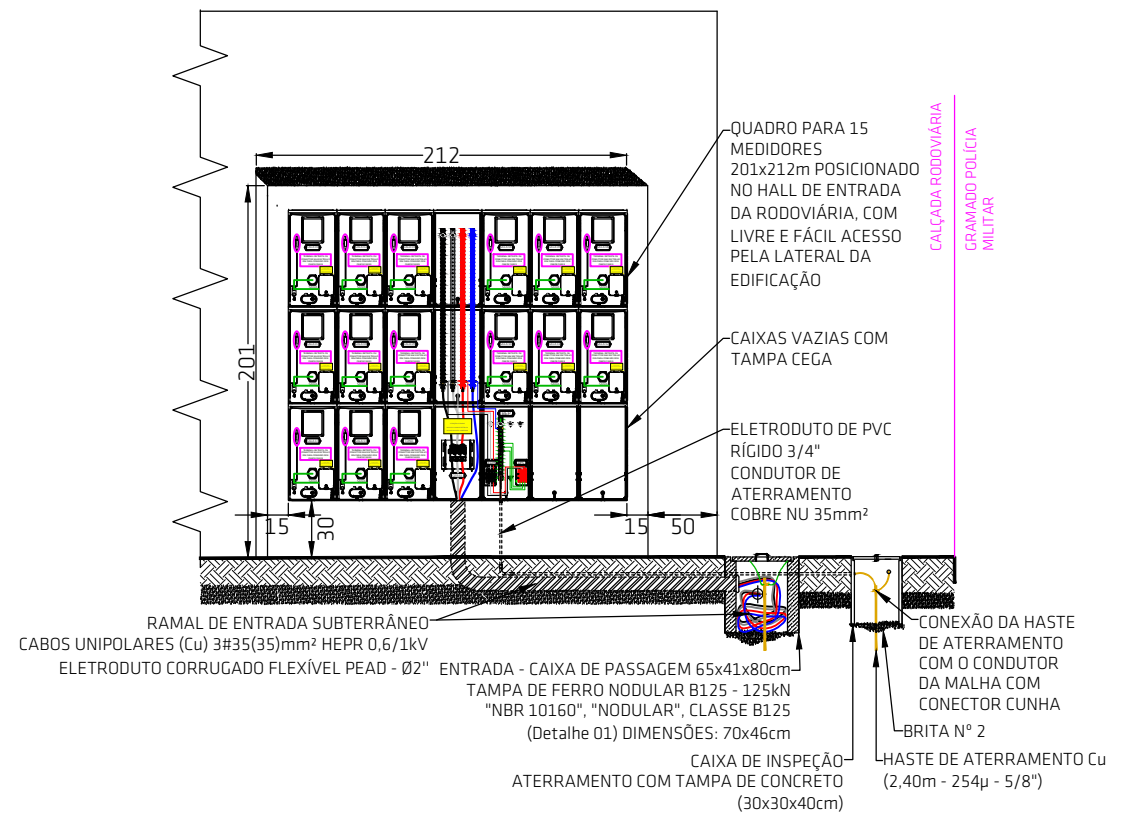 212
201
15
30
15
50
QUADRO PARA 15
MEDIDORES
201x212m POSICIONADO
NO HALL DE ENTRADA
DA RODOVIÁRIA, COM
LIVRE E FÁCIL ACESSO
PELA LATERAL DA
EDIFICAÇÃO
CALÇADA RODOVIÁRIA
GRAMADO POLÍCIA
MILITAR
CAIXAS VAZIAS COM
TAMPA CEGA
ELETRODUTO DE PVC
RÍGIDO 3/4"
CONDUTOR DE
ATERRAMENTO
COBRE NU 35mm²
RAMAL DE ENTRADA SUBTERRÂNEO
CABOS UNIPOLARES (Cu) 3#35(35)mm² HEPR 0,6/1kV
ELETRODUTO CORRUGADO FLEXÍVEL PEAD - Ø2"
ENTRADA - CAIXA DE PASSAGEM 65x41x80cm
TAMPA DE FERRO NODULAR B125 - 125kN
"NBR 10160", "NODULAR", CLASSE B125
(Detalhe 01) DIMENSÕES: 70x46cm
CAIXA DE INSPEÇÃO
ATERRAMENTO COM TAMPA DE CONCRETO
(30x30x40cm)
CONEXÃO DA HASTE
DE ATERRAMENTO
COM O CONDUTOR
DA MALHA COM
CONECTOR CUNHA
BRITA Nº 2
HASTE DE ATERRAMENTO Cu
(2,40m - 254µ - 5/8")